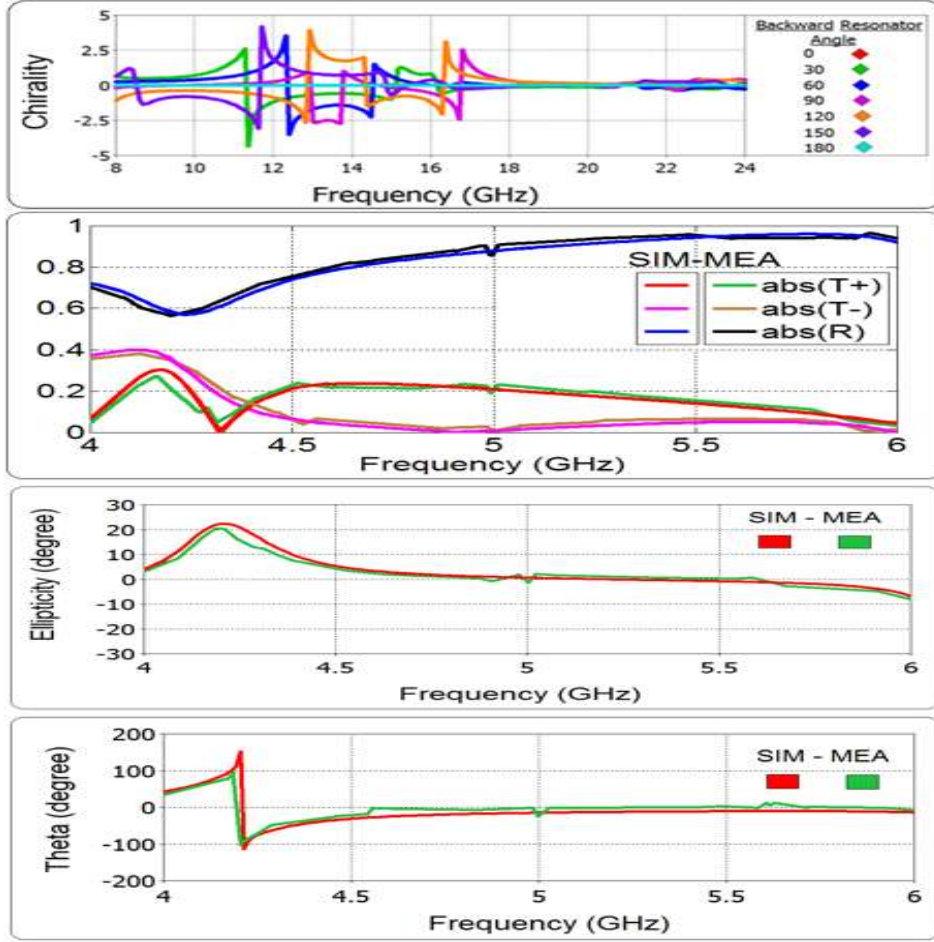 5
2.5
0
-2.5
-5
Chirality
8 10 12 14 16 18 20 22 24
Frequency (GHz)
Backward Resonator
Angle
0
30
60
90
120
150
180
1
0.8
0.6
0.4
0.2
0
4 4.5 5 5.5 6
Frequency (GHz)
SIM-MEA
abs(T+)
abs(T-)
abs(R)
30
20
10
0
-10
-20
-30
Ellipticity (degree)
4 4.5 5 5.5 6
Frequency (GHz)
SIM - MEA
200
100
0
-100
-200
Theta (degree)
4 4.5 5 5.5 6
Frequency (GHz)
SIM - MEA